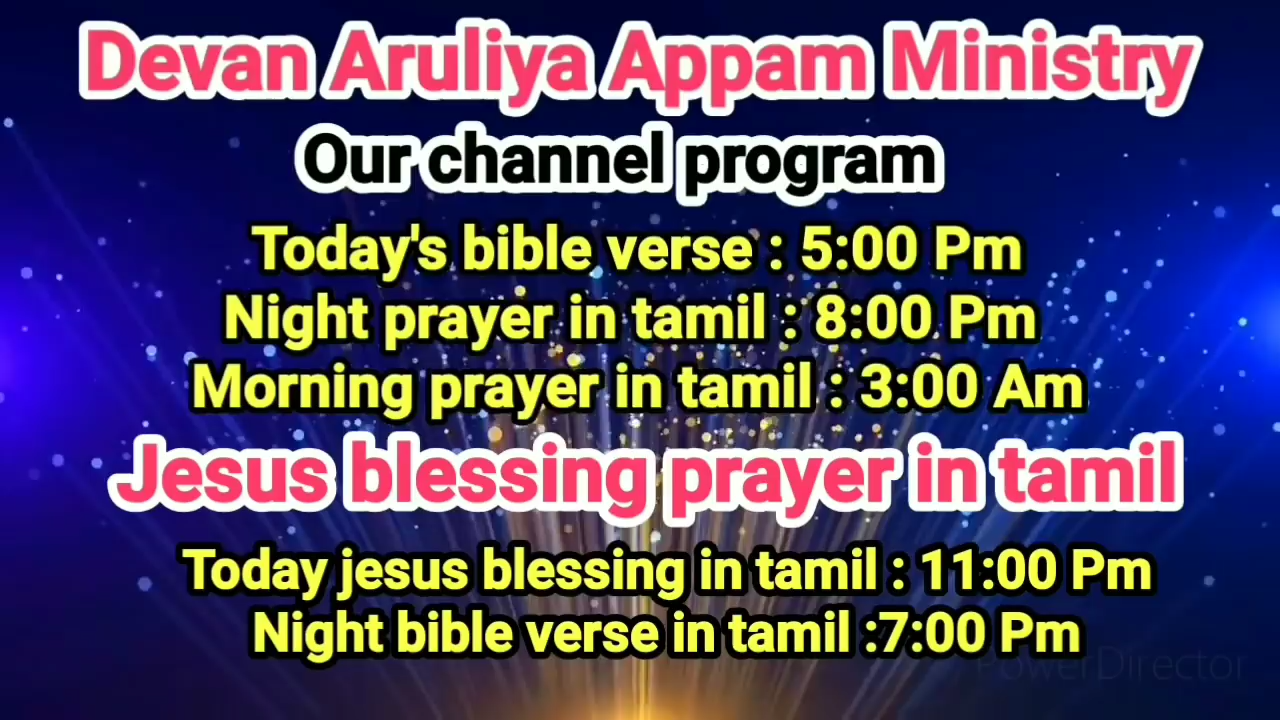 Devan Aruliya Appam Ministry
Our channel program
Today's bible verse : 5:00 Pm
Night prayer in tamil : 8:00 Pm
Morning prayer in tamil : 3:00 Am
Jesus blessing prayer in tamil
Today jesus blessing in tamil : 11:00 Pm
Night bible verse in tamil :7:00 Pm
PowerDirector